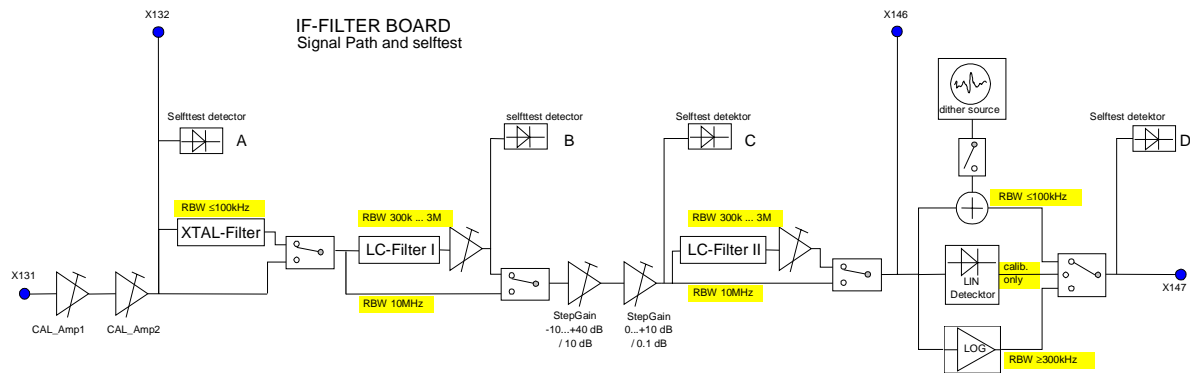 X132
IF-FILTER BOARD
Signal Path and selftest
X146
dither source
Selfttest detector
A
selfttest detector
B
Selftest detektor
C
Selftest detektor
D
RBW ≤100kHz
XTAL-Filter
RBW 300k ... 3M
LC-Filter I
RBW 300k ... 3M
LC-Filter II
RBW ≤100kHz
X131
CAL_Amp1
CAL_Amp2
RBW 10MHz
StepGain
-10...+40 dB
/ 10 dB
StepGain
0...+10 dB
/ 0.1 dB
RBW 10MHz
LIN
Detecktor
calib.
only
X147
LOG
RBW ≥300kHz